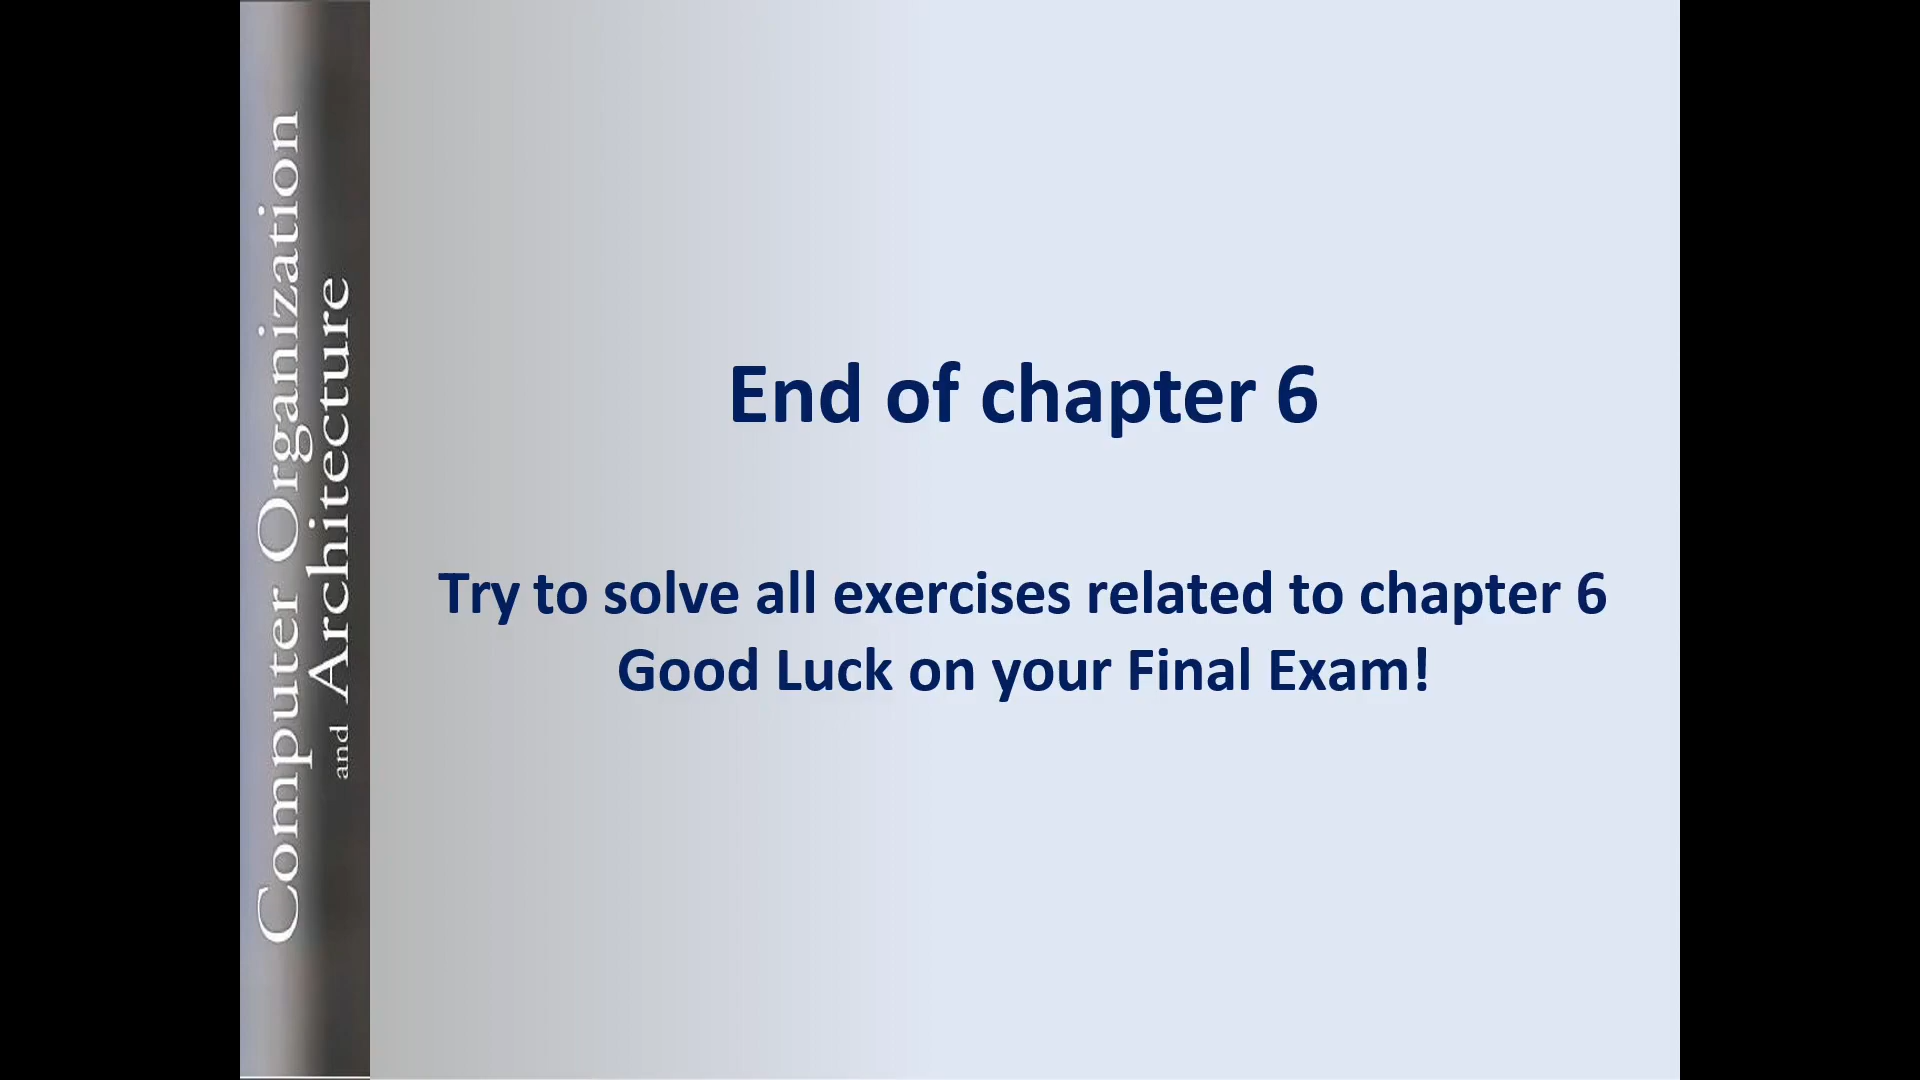 Computer Organization
and Architecture
End of chapter 6
Try to solve all exercises related to chapter 6
Good Luck on your Final Exam!